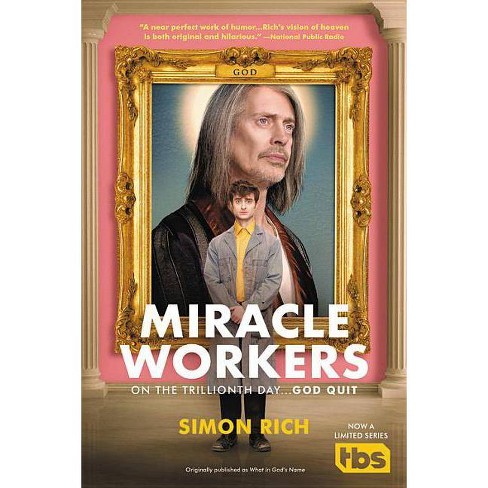 "A near perfect work of humor...Rich's vision of heaven
is both original and hilarious." —National Public Radio
GOD
MIRACLE
WORKERS
ON THE TRILLIONTH DAY...GOD QUIT
SIMON RICH
NOW A
LIMITED SERIES
tbs
Originally published as What in God's Name